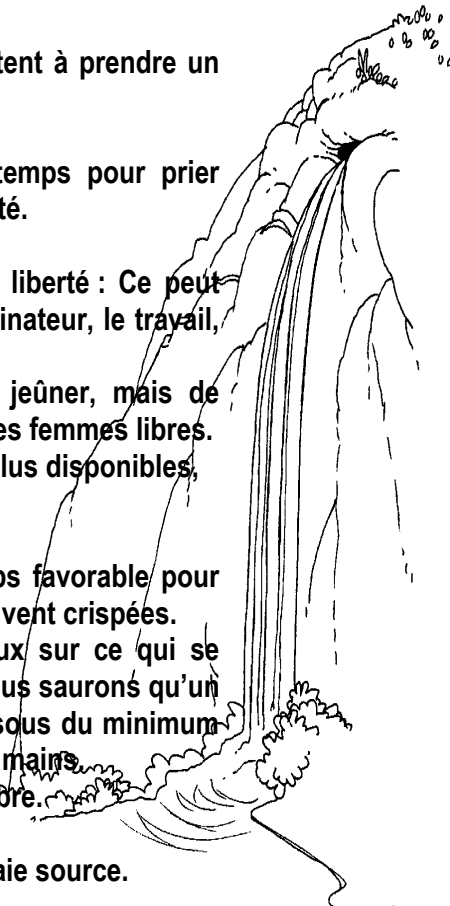 tent à prendre un
temps pour prier
té.
liberté : Ce peut
inateur, le travail,
jeûner, mais de
es femmes libres.
lus disponibles,
ps favorable pour
vent crispées.
ux sur ce qui se
us saurons qu'un
sous du minimum
mains,
bre.
aie source.